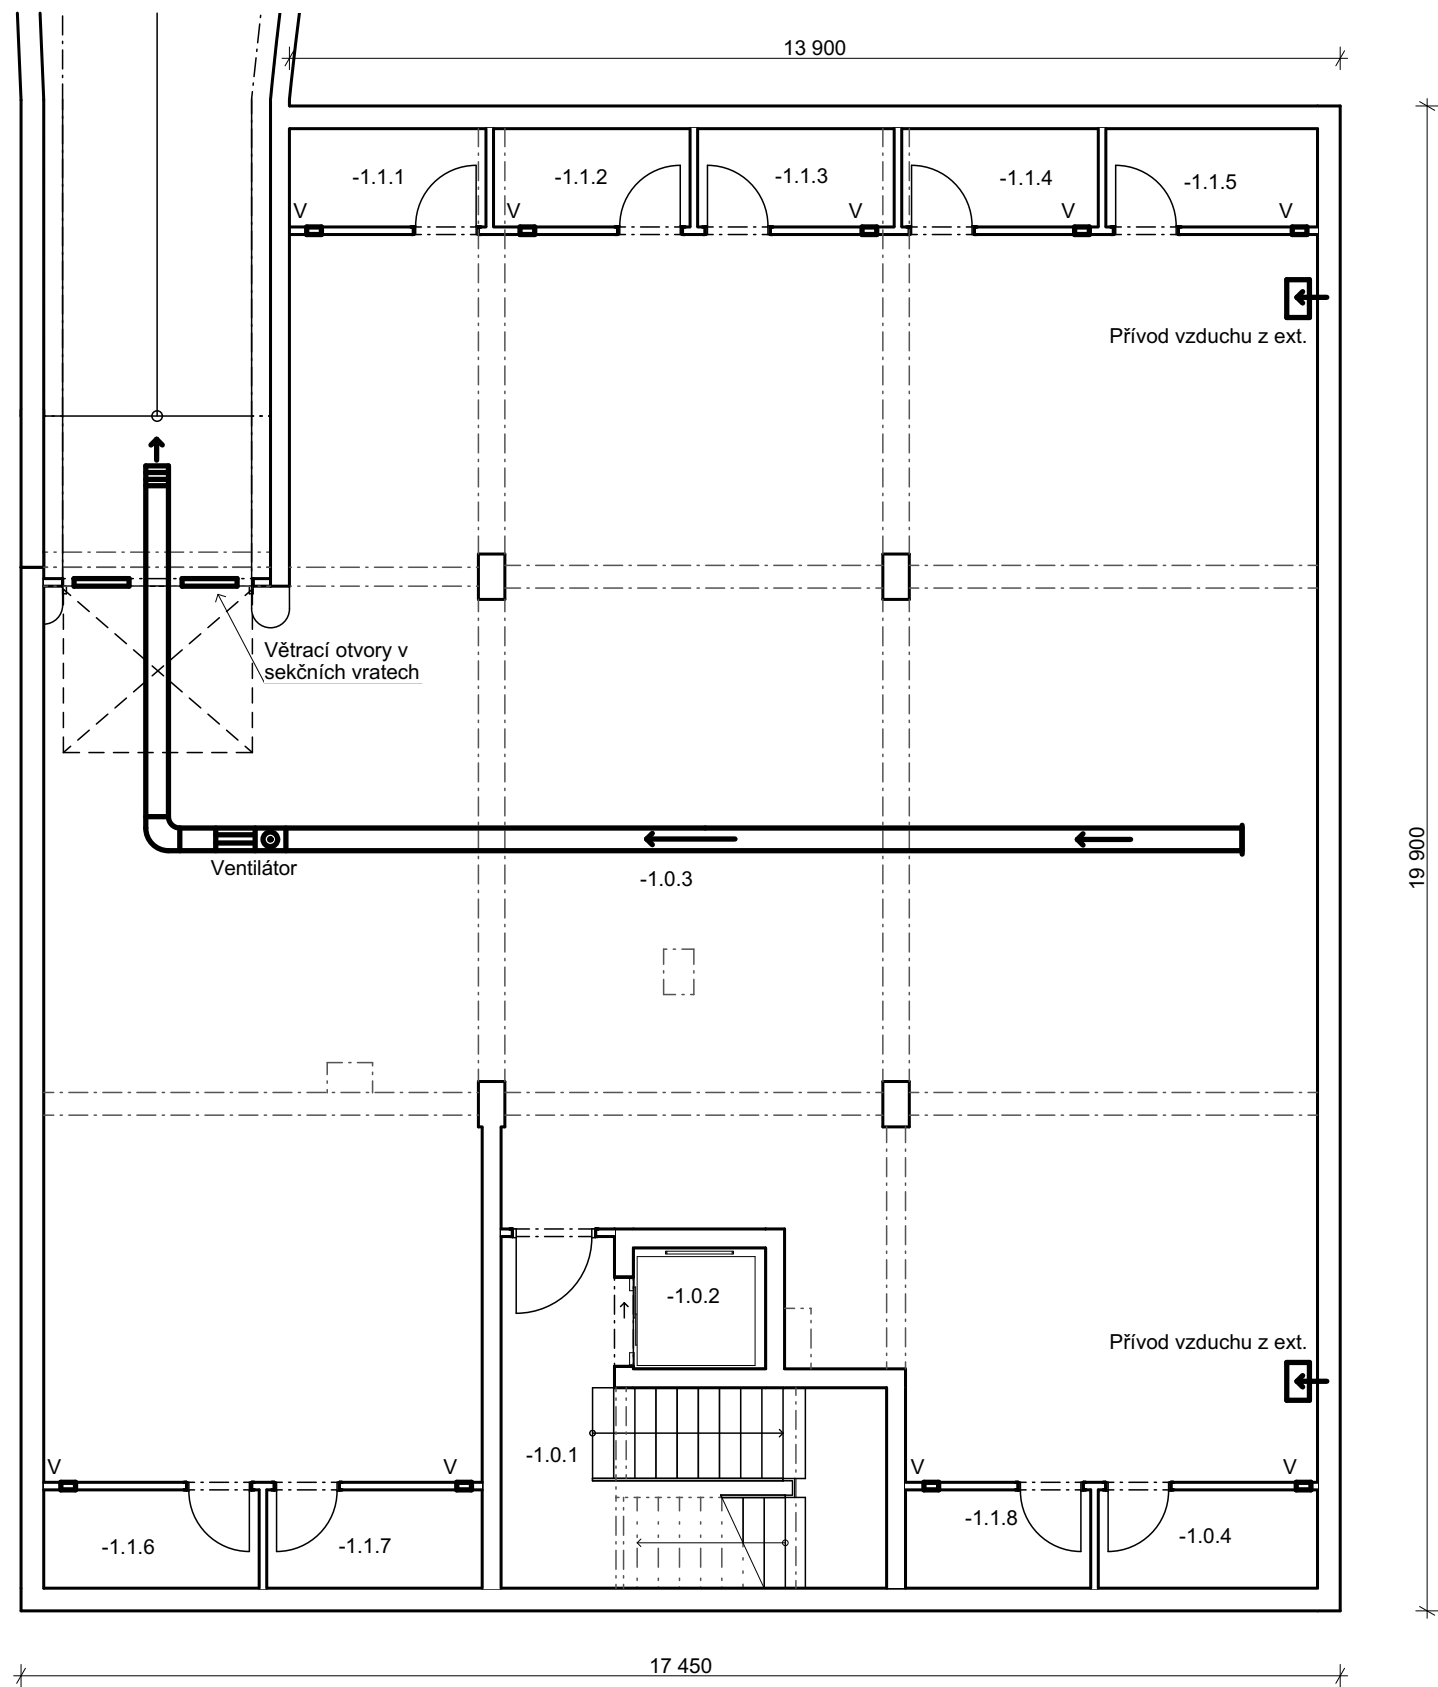 13 900
-1.1.1
-1.1.2
-1.1.3
-1.1.4
-1.1.5
V
V
V
V
V
Přívod vzduchu z ext.
Větrací otvory v
sekčních vratech
19 900
Ventilátor
-1.0.3
-1.0.2
Přívod vzduchu z ext.
-1.0.1
V
V
V
V
-1.1.6
-1.1.7
-1.1.8
-1.0.4
17 450